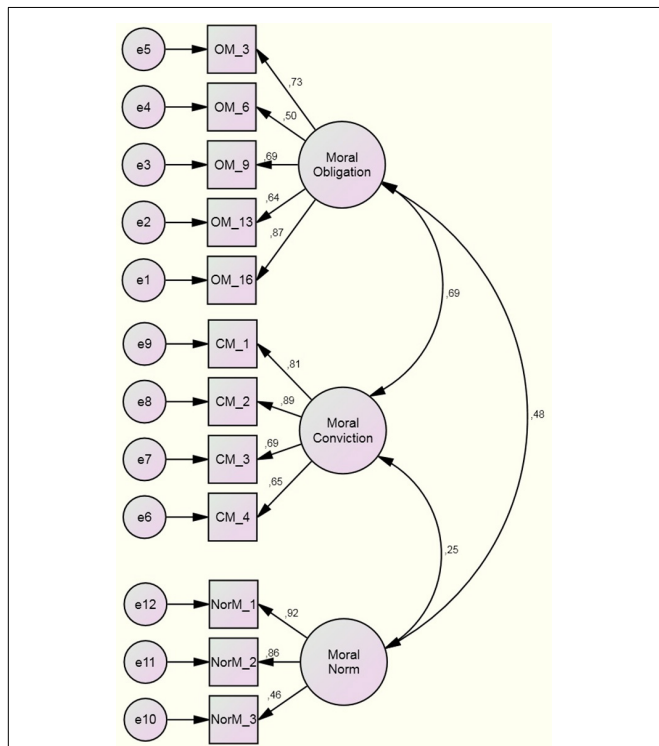 e5
OM_3
,73
e4
OM_6
,50
e3
OM_9
,69
Moral
Obligation
e2
OM_13
,64
e1
OM_16
,87
,69
e9
CM_1
,81
e8
CM_2
,89
Moral
Conviction
,48
e7
CM_3
,69
e6
CM_4
,65
,25
e12
NorM_1
,92
e11
NorM_2
,86
Moral
Norm
e10
NorM_3
,46